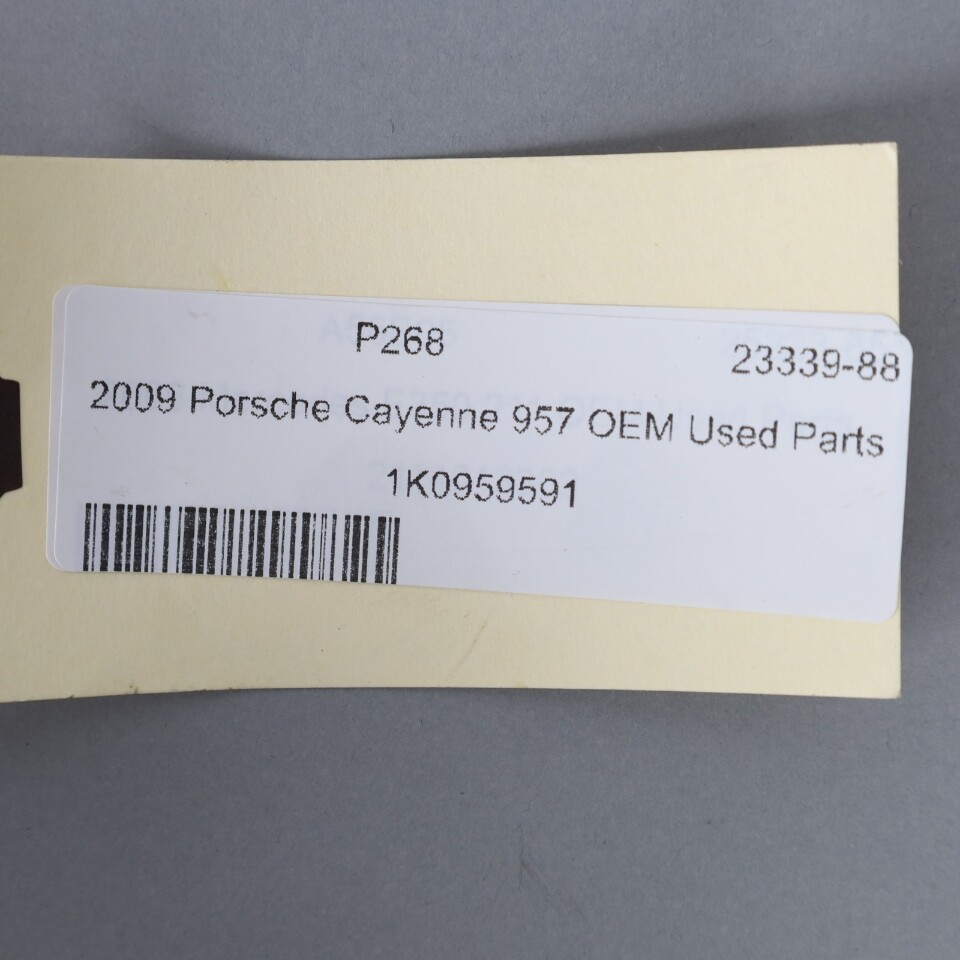 P268
23339-88
2009 Porsche Cayenne 957 OEM Used Parts
1K0959591